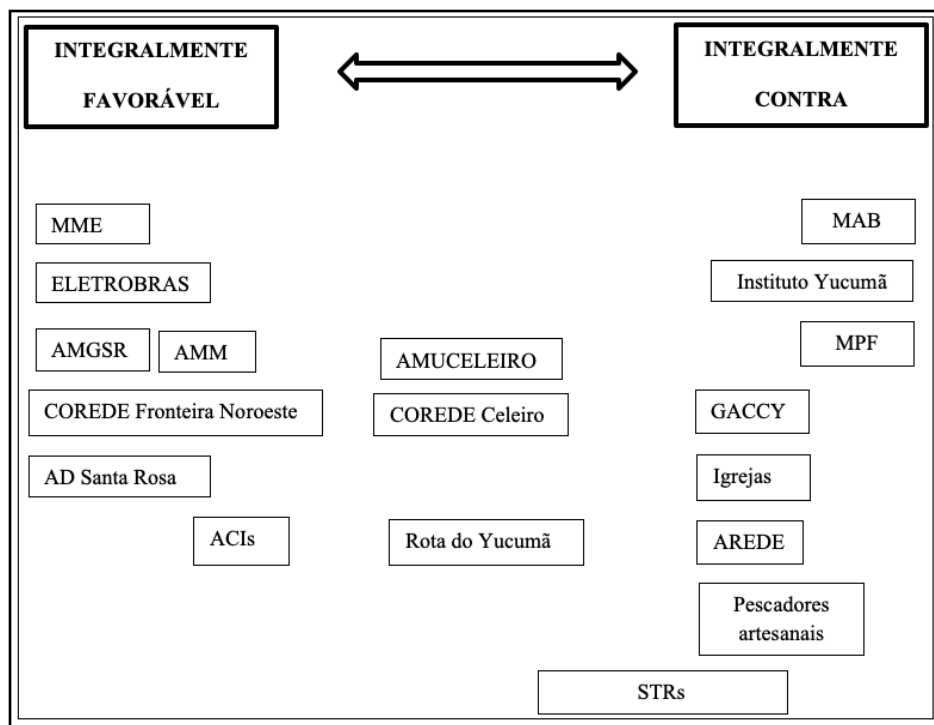 INTEGRALMENTE
FAVORÁVEL
INTEGRALMENTE
CONTRA
MME
MAB
ELETROBRAS
Instituto Yucumã
AMGSR
AMM
AMUCELEIRO
MPF
COREDE Fronteira Noroeste
COREDE Celeiro
GACCY
AD Santa Rosa
Igrejas
ACIs
Rota do Yucumã
AREDE
Pescadores
artesanais
STRs